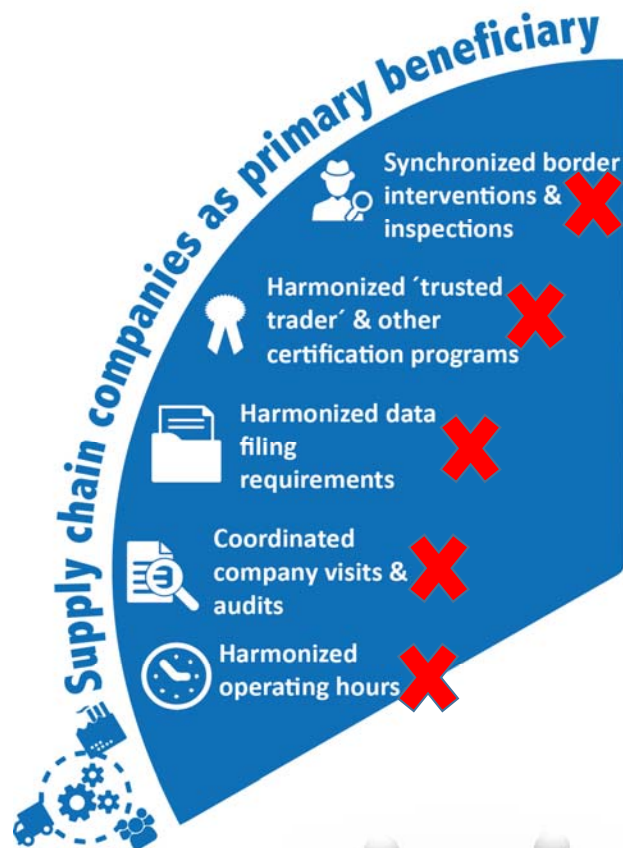 Supply chain companies as primary beneficiary
Synchronized border
interventions &
inspections
Harmonized ´trusted
trader´ & other
certification programs
Harmonized data
filing
requirements
Coordinated
company visits &
audits
Harmonized
operating hours